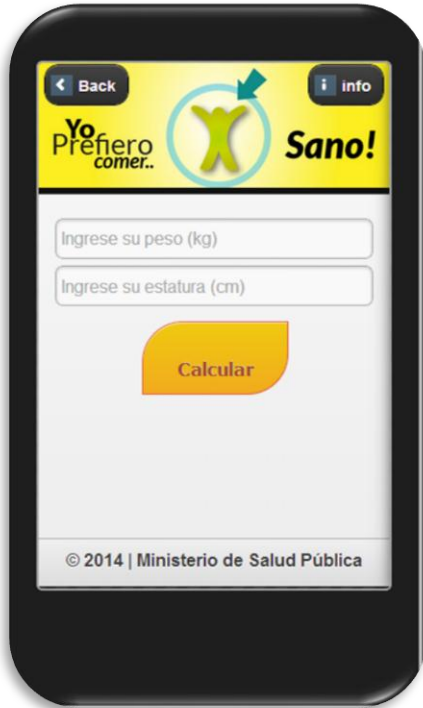 Back
info
Yo
Prefiero
comer..
Sano!
Ingrese su peso (kg)
Ingrese su estatura (cm)
Calcular
© 2014 | Ministerio de Salud Pública